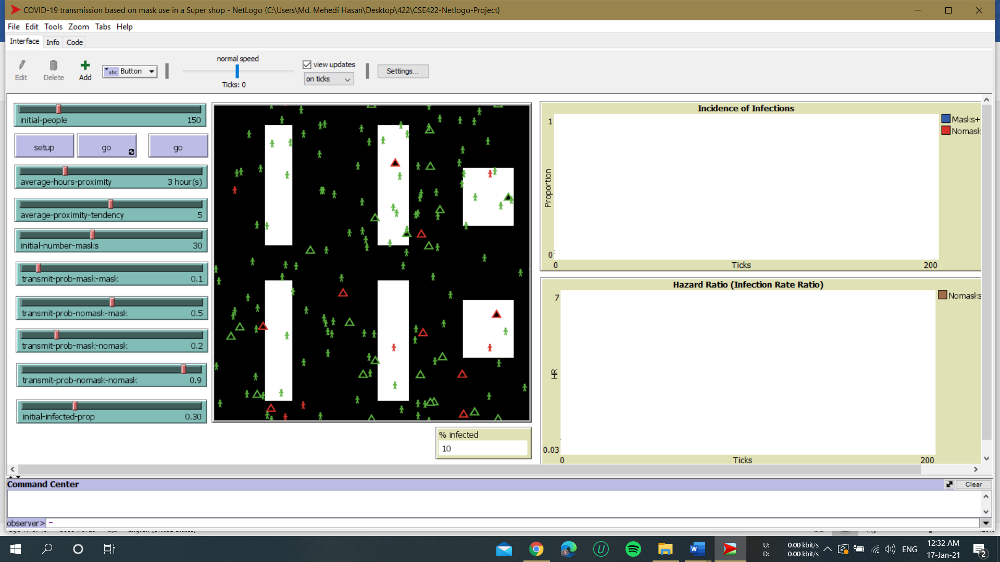 COVID-19 transmission based on mask use in a Super shop - NetLogo {C:\Users\Md. Mehedi Hasan\Desktop\422\CSE422-Netlogo-Project}
File Edit Tools Zoom Tabs Help
Interface Info Code
Edit Delete Add abc Button
normal speed
Ticks: 0
view updates
on ticks
Settings...
initial-people 150
setup go go
average-hours-proximity 3 hour(s)
average-proximity-tendency 5
initial-number-masks 30
transmit-prob-mask-mask 0.1
transmit-prob-nomask-mask 0.5
transmit-prob-mask-nomask 0.2
transmit-prob-nomask-nomask 0.9
initial-infected-prop 0.30
% infected
10
Incidence of Infections
1
Proportion
0
0 Ticks 200
Masks+
Nomask
Hazard Ratio (Infection Rate Ratio)
7
HR
0.03
0 Ticks 200
Nomasks
Command Center Clear
observer>
U: 0.00 kbit/s
D: 0.00 kbit/s
ENG
12:32 AM
17-Jan-21
2